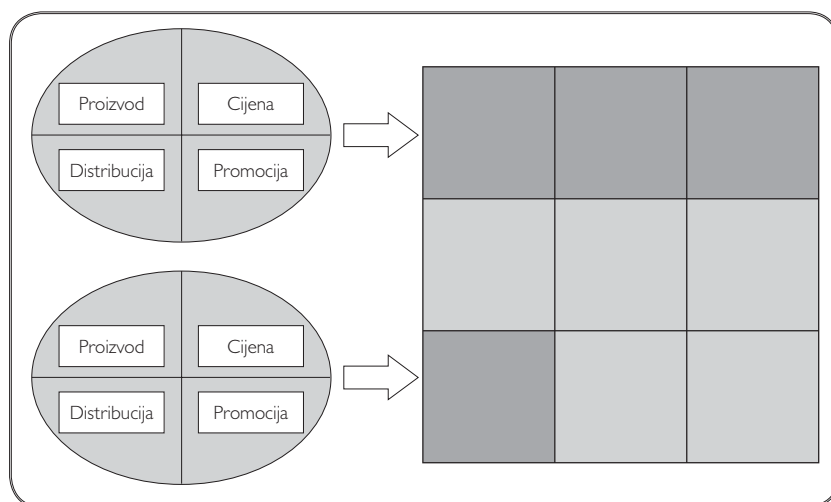 Proizvod
Cijena
Distribucija
Promocija
Proizvod
Cijena
Distribucija
Promocija